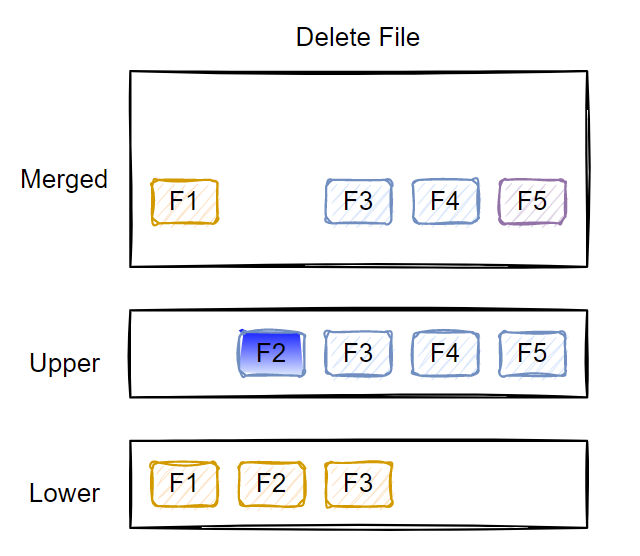 Delete File
Merged
F1 F3 F4 F5
Upper
F2 F3 F4 F5
Lower
F1 F2 F3